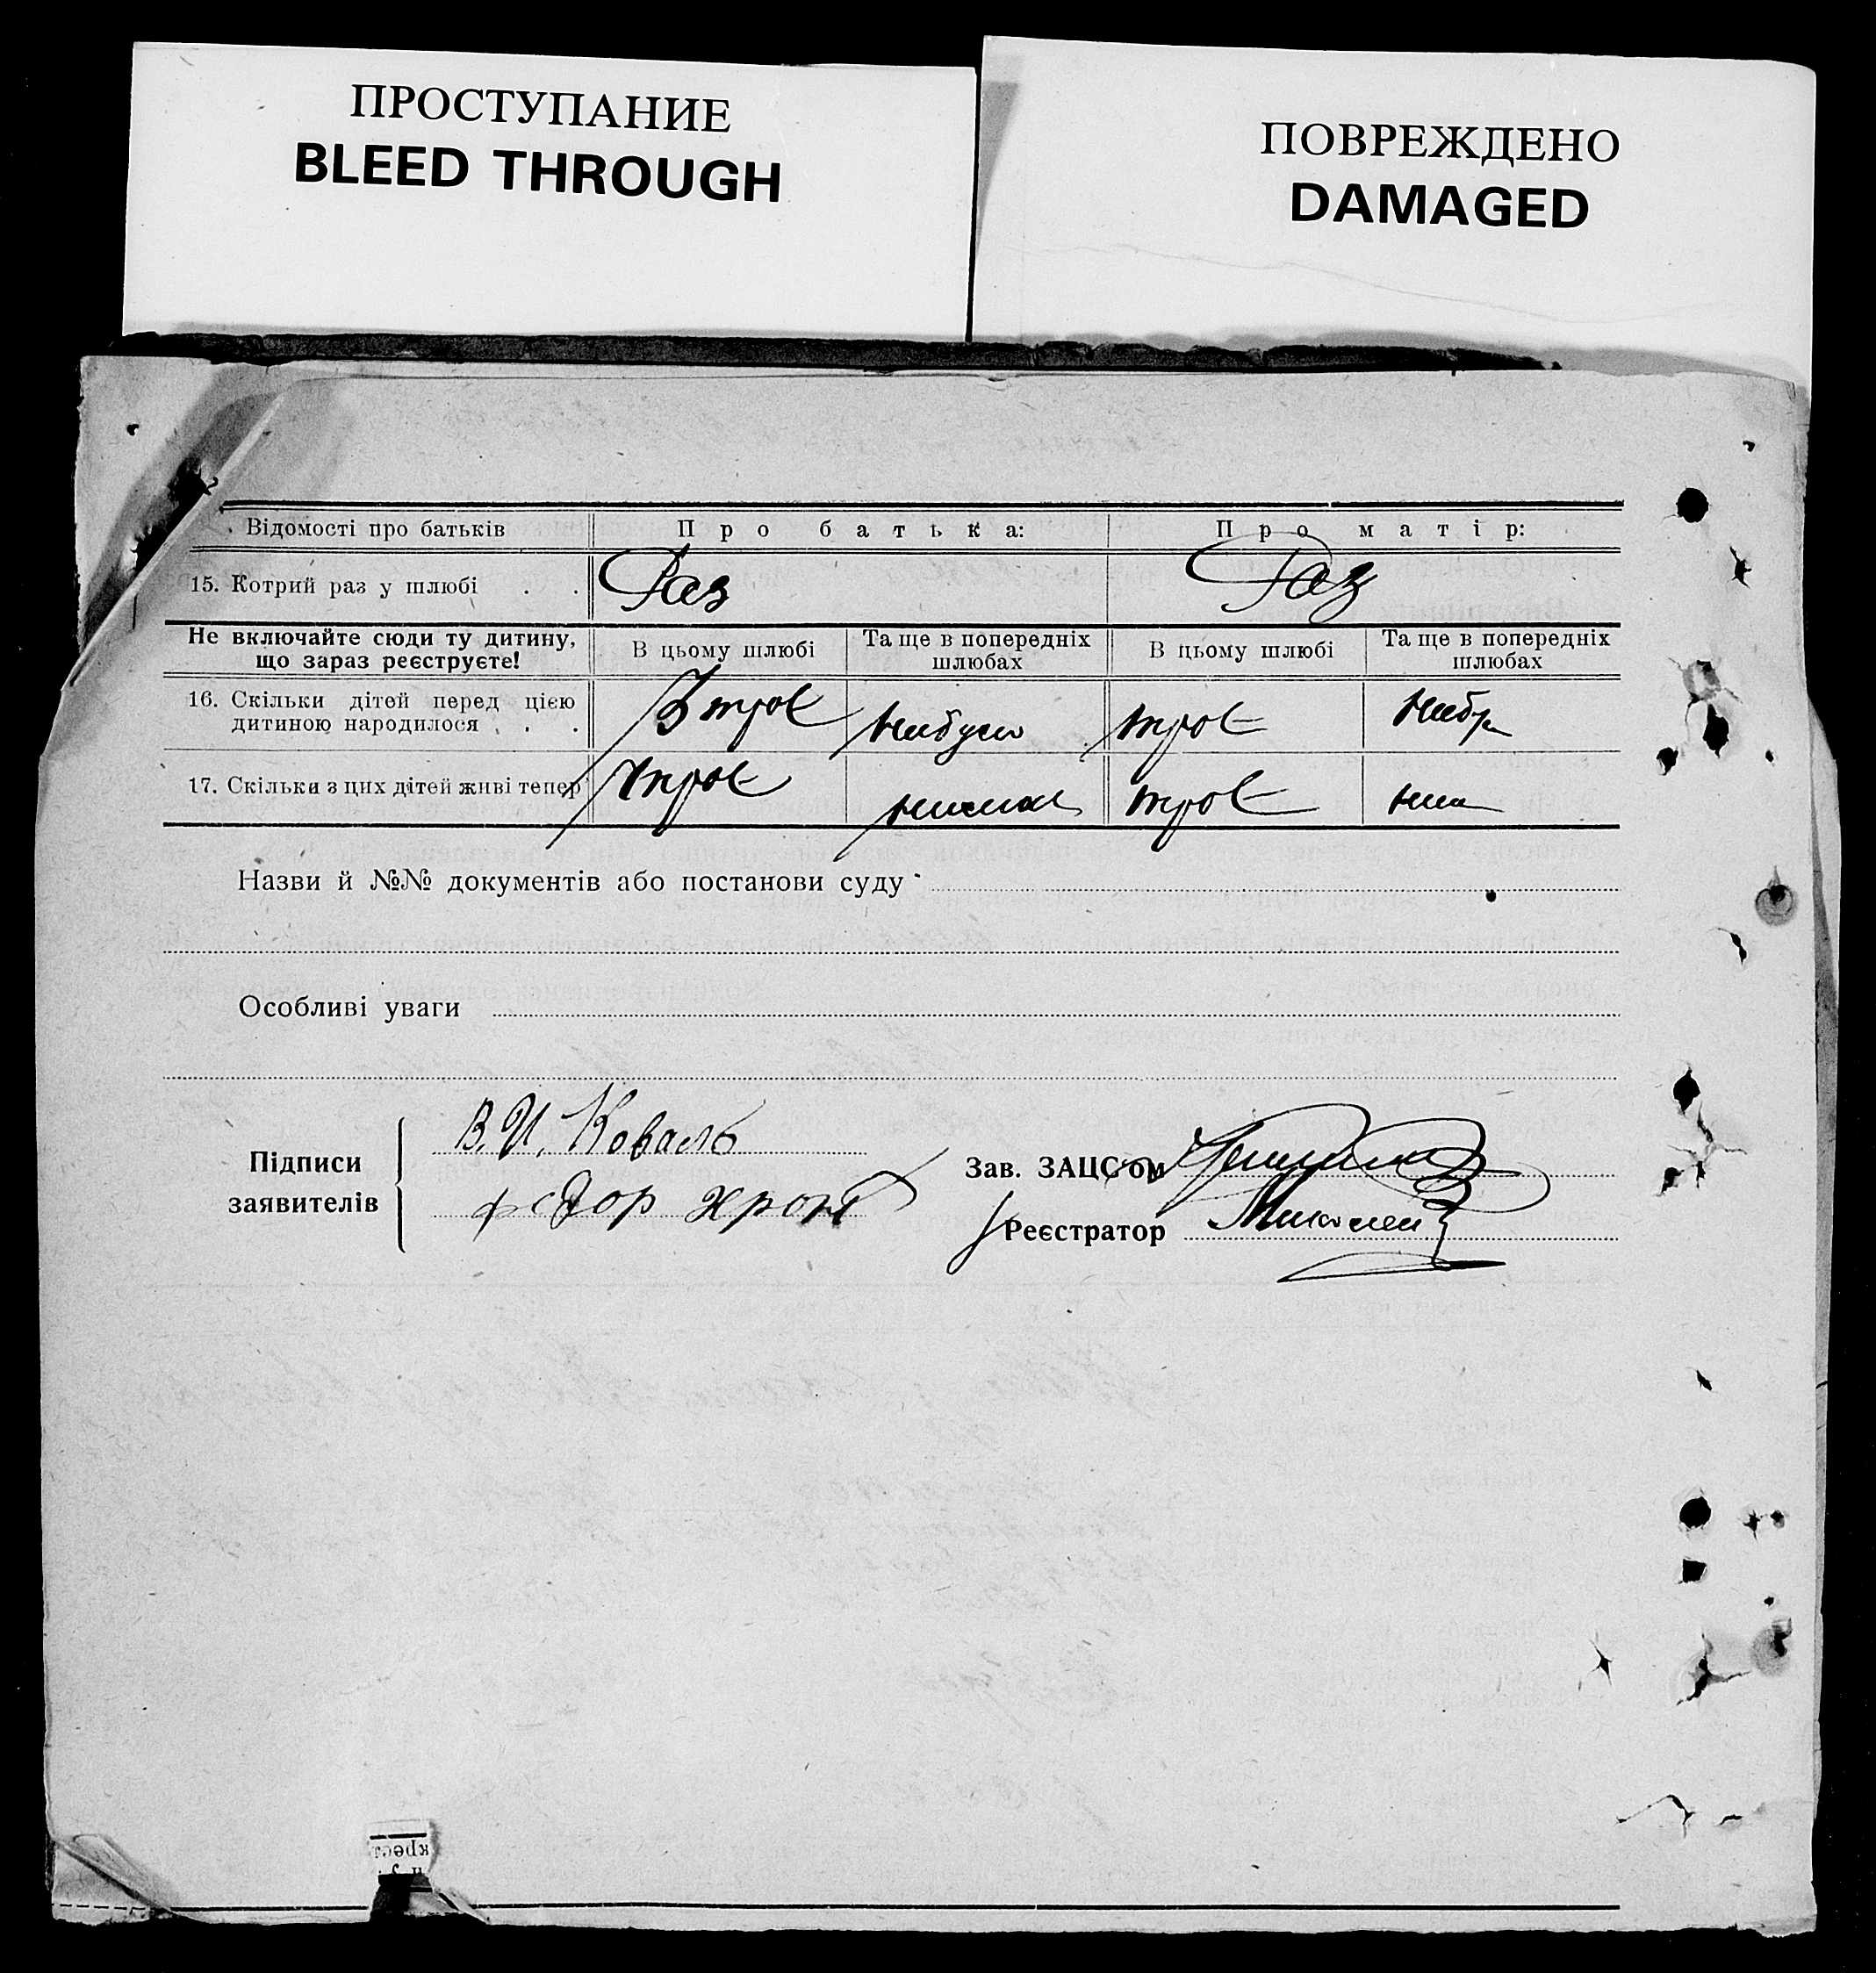 ПРОСТУПАНИЕ
BLEED THROUGH
ПОВРЕЖДЕНО
DAMAGED
Відомості про батьків Про батька: Про матір:
15. Котрий раз у шлюбі . . Раз Раз
Не включайте сюди ту дитину, що зараз реєструєте! В цьому шлюбі Та ще в попередніх шлюбах В цьому шлюбі Та ще в попередніх шлюбах
16. Скільки дітей перед цією
дитиною народилося . . . троє трое
17. Скільки з цих дітей живі тепер трое трое
Назви й №№ документів або постанови суду
Особливі уваги
Підписи
заявителів
В. И. Коваль
федор
Зав. ЗАЦС'ом
Реєстратор
крест